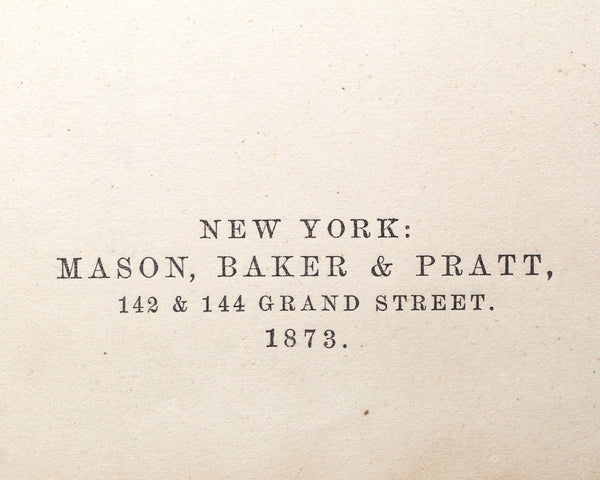 NEW YORK:
MASON, BAKER & PRATT,
142 & 144 GRAND STREET.
1873.